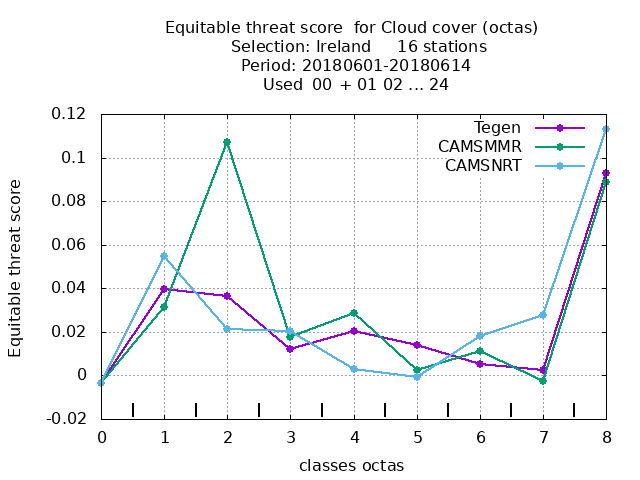 Equitable threat score for Cloud cover (octas)
Selection: Ireland 16 stations
Period: 20180601-20180614
Used 00 + 01 02 ... 24
Tegen
CAMSMMR
CAMSNRT
Equitable threat score
0.12
0.1
0.08
0.06
0.04
0.02
0
-0.02
0 1 2 3 4 5 6 7 8
classes octas